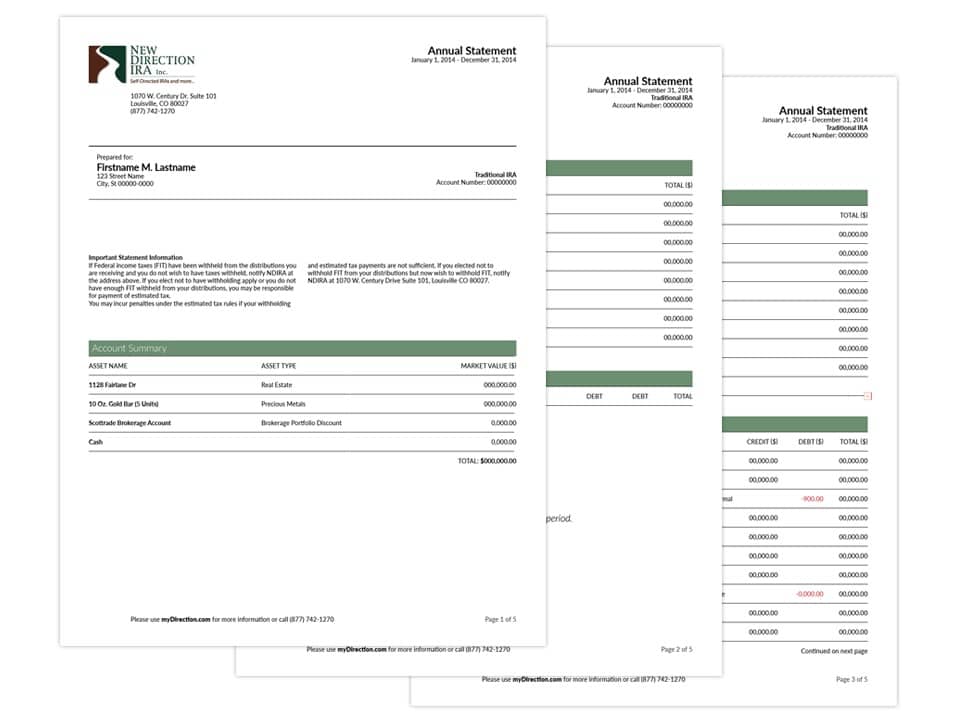 NEW
DIRECTION
IRA Inc.
Self Directed IRAs and more..
1070 W. Century Dr. Suite 101
Louisville, CO 80027
(877) 742-1270
Annual Statement
January 1, 2014 - December 31, 2014
Prepared for:
Firstname M. Lastname
123 Street Name
City, St 00000-0000
Traditional IRA
Account Number: 00000000
Important Statement Information
If Federal income taxes (FIT) have been withheld from the distributions you
are receiving and you do not wish to have taxes withheld, notify NDIRA at
the address above. If you elect not to have withholding apply or you do not
have enough FIT withheld from your distributions, you may be responsible
for payment of estimated tax.
You may incur penalties under the estimated tax rules if your withholding
and estimated tax payments are not sufficient. If you elected not to
withhold FIT from your distributions but now wish to withhold FIT, notify
NDIRA at 1070 W. Century Drive Suite 101, Louisville CO 80027.
Account Summary
ASSET NAME ASSET TYPE MARKET VALUE ($)
1128 Fairlane Dr Real Estate 000,000.00
10 Oz. Gold Bar (5 Units) Precious Metals 000,000.00
Scottrade Brokerage Account Brokerage Portfolio Discount 0,000.00
Cash 0,000.00
TOTAL: $000,000.00
Please use myDirection.com for more information or call (877) 742-1270
Page 1 of 5
Annual Statement
January 1, 2014 - December 31, 2014
Traditional IRA
Account Number: 00000000
TOTAL ($)
00,000.00
00,000.00
00,000.00
00,000.00
00,000.00
00,000.00
00,000.00
00,000.00
DEBT DEBT TOTAL
period.
Please use myDirection.com for more information or call (877) 742-1270
Page 2 of 5
Annual Statement
January 1, 2014 - December 31, 2014
Traditional IRA
Account Number: 00000000
TOTAL ($)
00,000.00
00,000.00
00,000.00
00,000.00
00,000.00
00,000.00
00,000.00
00,000.00
CREDIT ($) DEBT ($) TOTAL ($)
00,000.00 00,000.00
00,000.00 00,000.00
-900.00 00,000.00
00,000.00 00,000.00
00,000.00 00,000.00
00,000.00 00,000.00
00,000.00 00,000.00
-0,000.00 00,000.00
00,000.00 00,000.00
00,000.00 00,000.00
Continued on next page
Please use myDirection.com for more information or call (877) 742-1270
Page 3 of 5